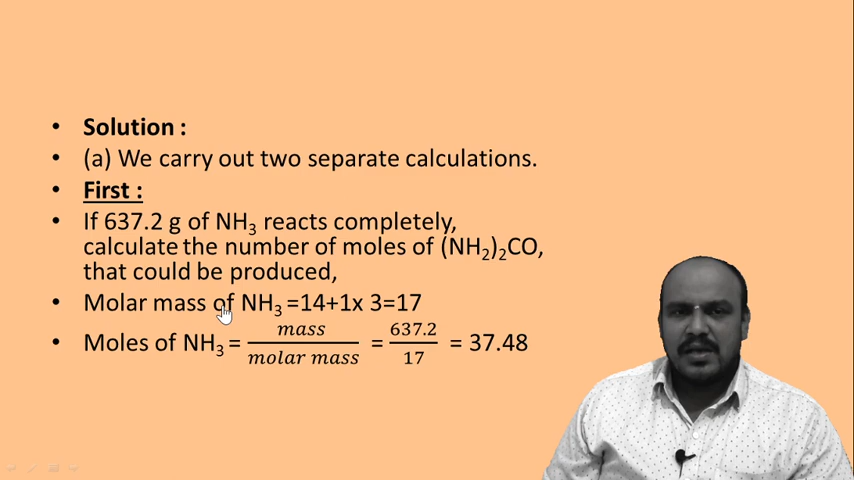 • Solution :
• (a) We carry out two separate calculations.
• First :
• If 637.2 g of NH₃ reacts completely,
calculate the number of moles of (NH₂)₂CO,
that could be produced,
• Molar mass of NH₃ =14+1x 3=17
• Moles of NH₃ = mass/molar mass = 637.2/17 = 37.48